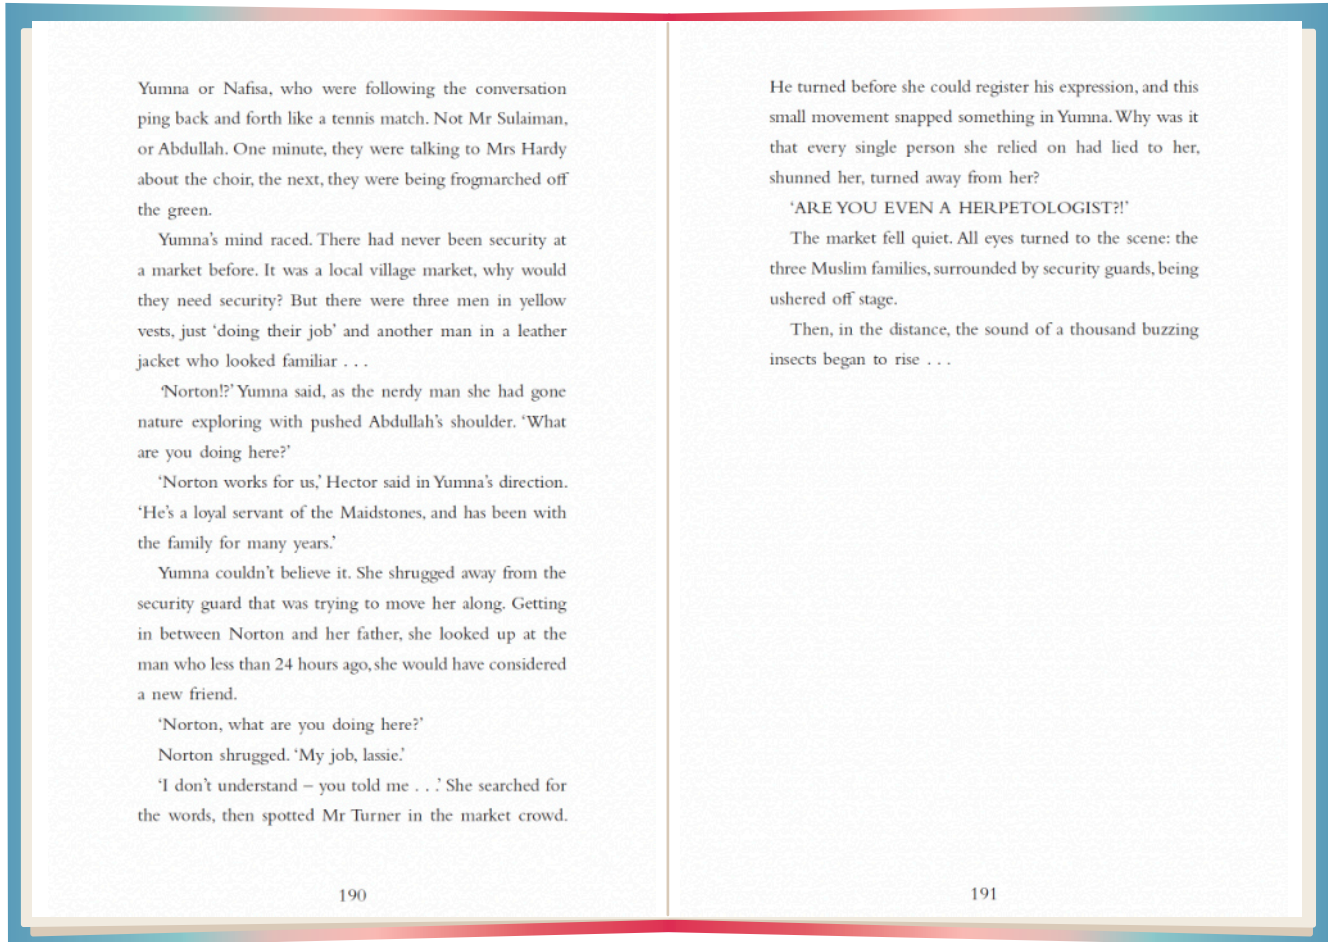 Yumna or Nafisa, who were following the conversation
ping back and forth like a tennis match. Not Mr Sulaiman,
or Abdullah. One minute, they were talking to Mrs Hardy
about the choir, the next, they were being frogmarched off
the green.
Yumna’s mind raced. There had never been security at
a market before. It was a local village market, why would
they need security? But there were three men in yellow
vests, just ‘doing their job’ and another man in a leather
jacket who looked familiar . . .
‘Norton!?’ Yumna said, as the nerdy man she had gone
nature exploring with pushed Abdullah’s shoulder. ‘What
are you doing here?’
‘Norton works for us,’ Hector said in Yumna’s direction.
‘He’s a loyal servant of the Maidstones, and has been with
the family for many years.’
Yumna couldn’t believe it. She shrugged away from the
security guard that was trying to move her along. Getting
in between Norton and her father, she looked up at the
man who less than 24 hours ago, she would have considered
a new friend.
‘Norton, what are you doing here?’
Norton shrugged. ‘My job, lassie.’
‘I don’t understand – you told me . . .’ She searched for
the words, then spotted Mr Turner in the market crowd.
190
He turned before she could register his expression, and this
small movement snapped something in Yumna. Why was it
that every single person she relied on had lied to her,
shunned her, turned away from her?
‘ARE YOU EVEN A HERPETOLOGIST?!’
The market fell quiet. All eyes turned to the scene: the
three Muslim families, surrounded by security guards, being
ushered off stage.
Then, in the distance, the sound of a thousand buzzing
insects began to rise . . .
191